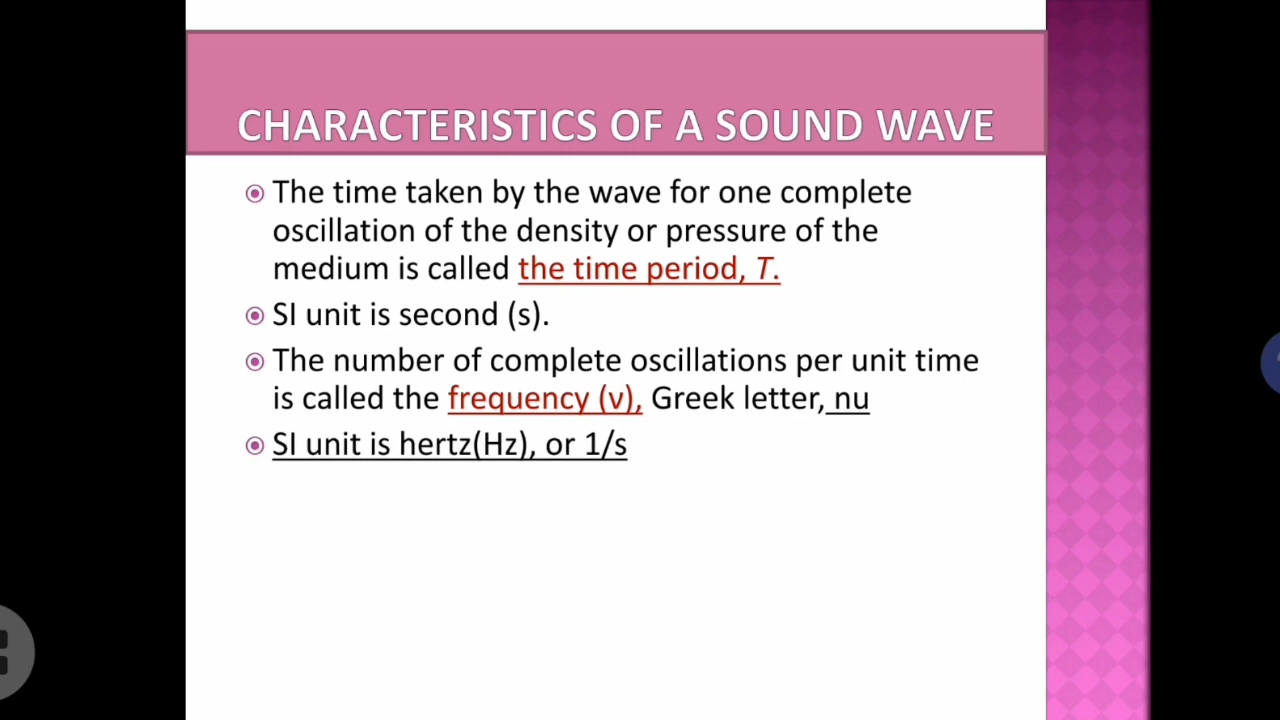 CHARACTERISTICS OF A SOUND WAVE
The time taken by the wave for one complete
oscillation of the density or pressure of the
medium is called the time period, T.
SI unit is second (s).
The number of complete oscillations per unit time
is called the frequency (ν), Greek letter, nu
SI unit is hertz(Hz), or 1/s